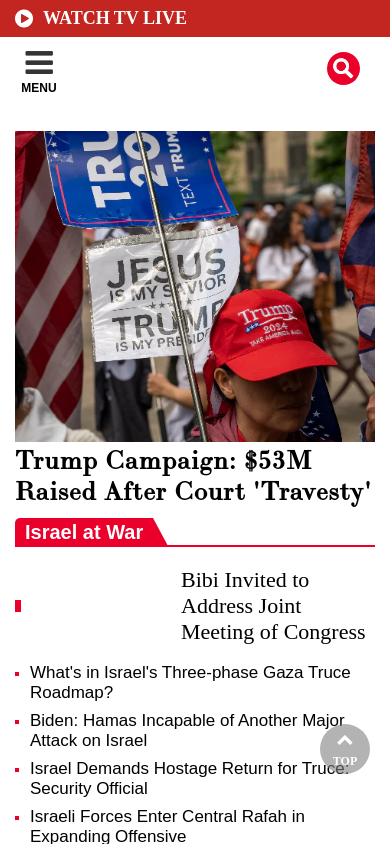 WATCH TV LIVE
MENU
TRU
20
TEXT TRUM
JESUS
IS MY SAVIOR
TRUMP
IS MY PRESID
Trump
2024
TAKE AMERICA BACK
Trump Campaign: $53M
Raised After Court 'Travesty'
Israel at War
Bibi Invited to
Address Joint
Meeting of Congress
What's in Israel's Three-phase Gaza Truce
Roadmap?
Biden: Hamas Incapable of Another Major
Attack on Israel
Israel Demands Hostage Return for Truce:
Security Official
TOP
Israeli Forces Enter Central Rafah in
Expanding Offensive